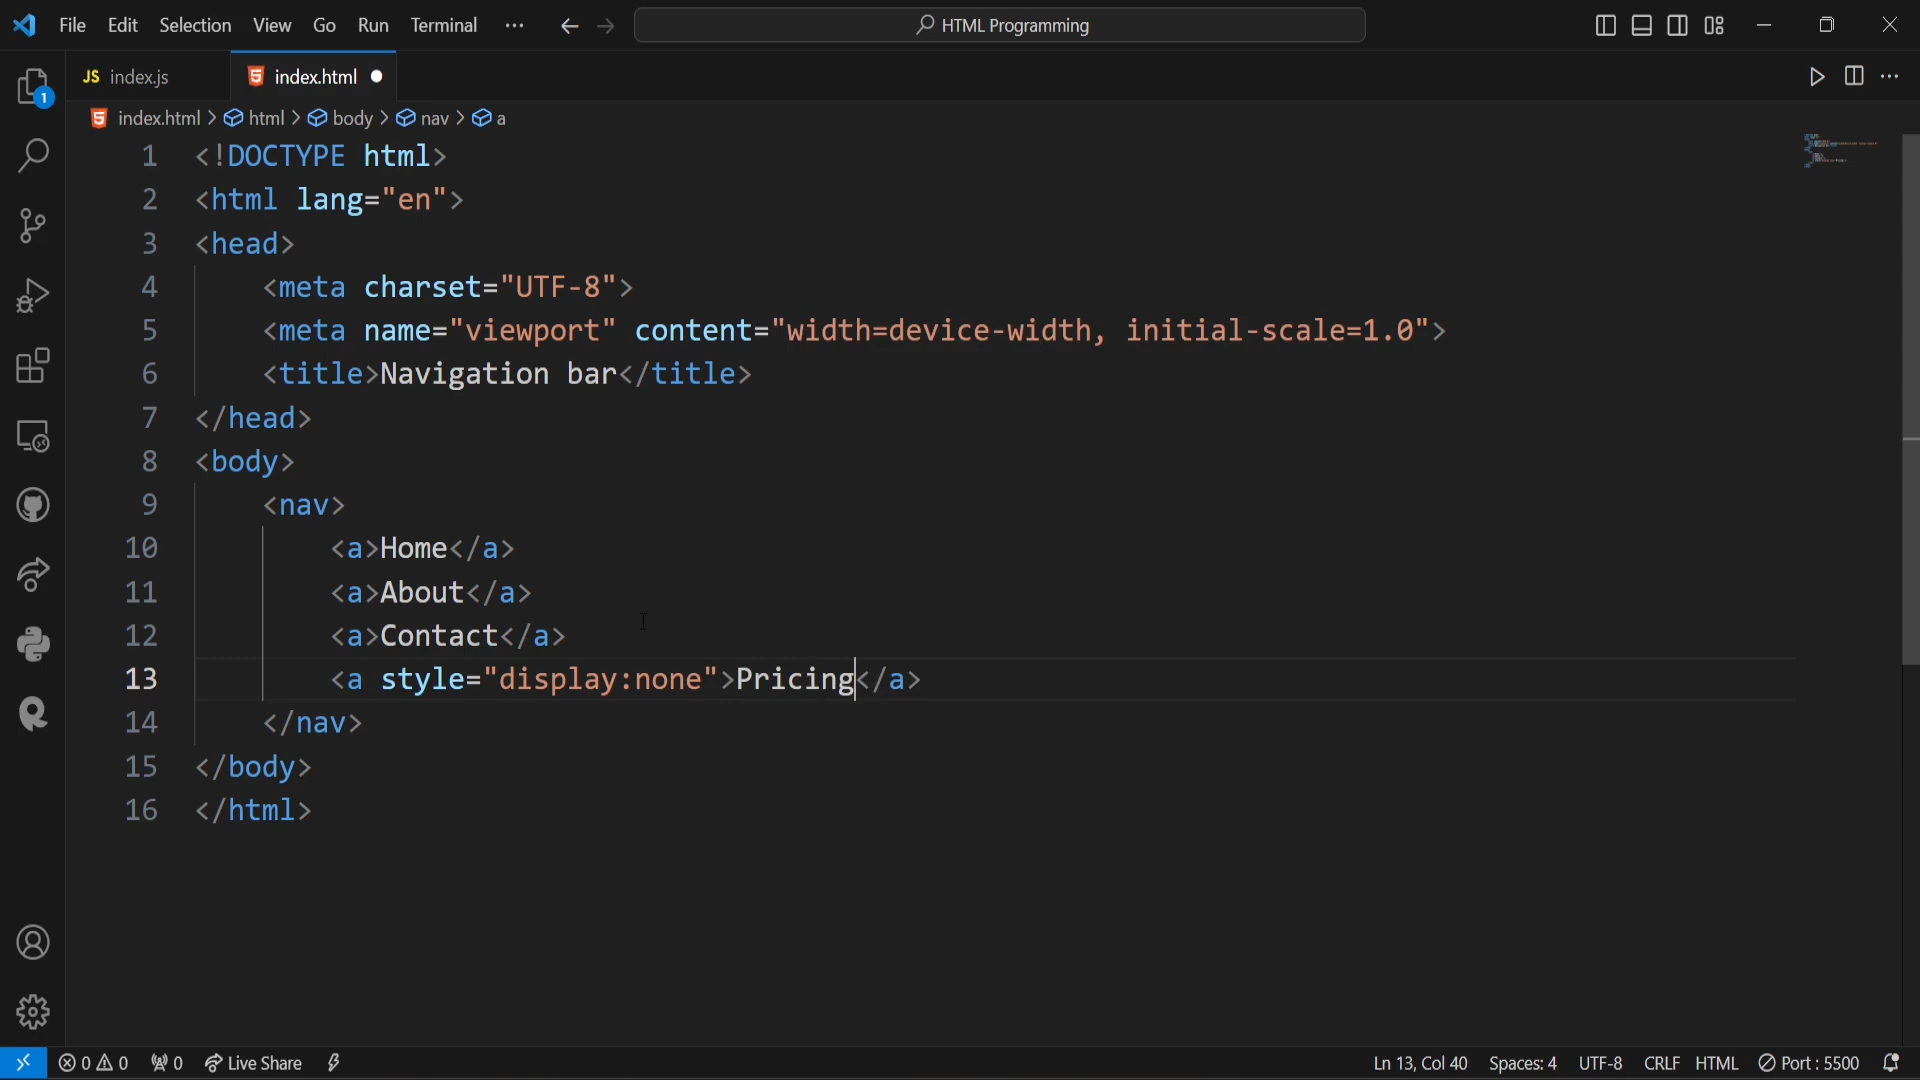 File Edit Selection View Go Run Terminal ··· HTML Programming
1
JS index.js index.html
index.html > html > body > nav > a
1 <!DOCTYPE html>
2 <html lang="en">
3 <head>
4 <meta charset="UTF-8">
5 <meta name="viewport" content="width=device-width, initial-scale=1.0">
6 <title>Navigation bar</title>
7 </head>
8 <body>
9 <nav>
10 <a>Home</a>
11 <a>About</a>
12 <a>Contact</a>
13 <a style="display:none">Pricing</a>
14 </nav>
15 </body>
16 </html>
0 0 0 Live Share Ln 13, Col 40 Spaces: 4 UTF-8 CRLF HTML Port : 5500